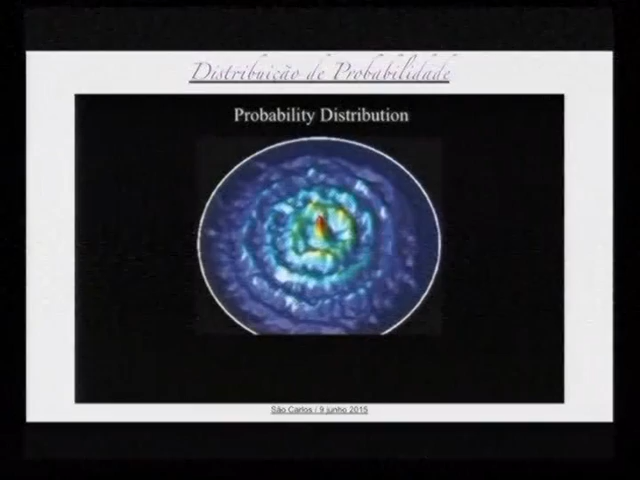 Distribuição de Probabilidade
Probability Distribution
São Carlos / 9 junho 2015